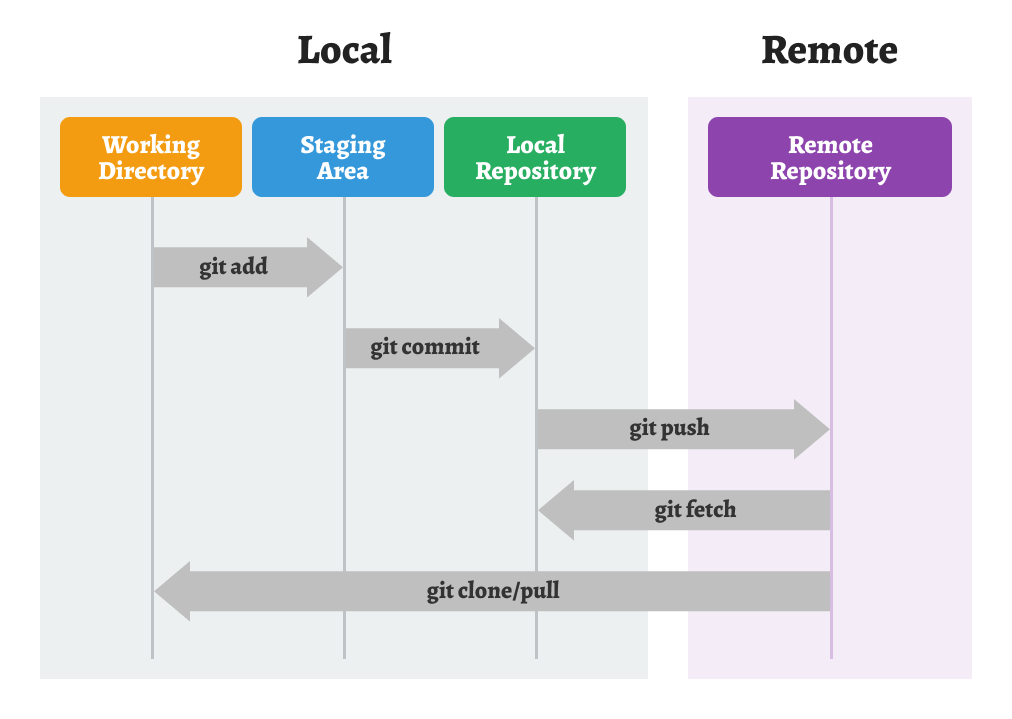 Local
Remote
Working
Directory
Staging
Area
Local
Repository
Remote
Repository
git add
git commit
git push
git fetch
git clone/pull